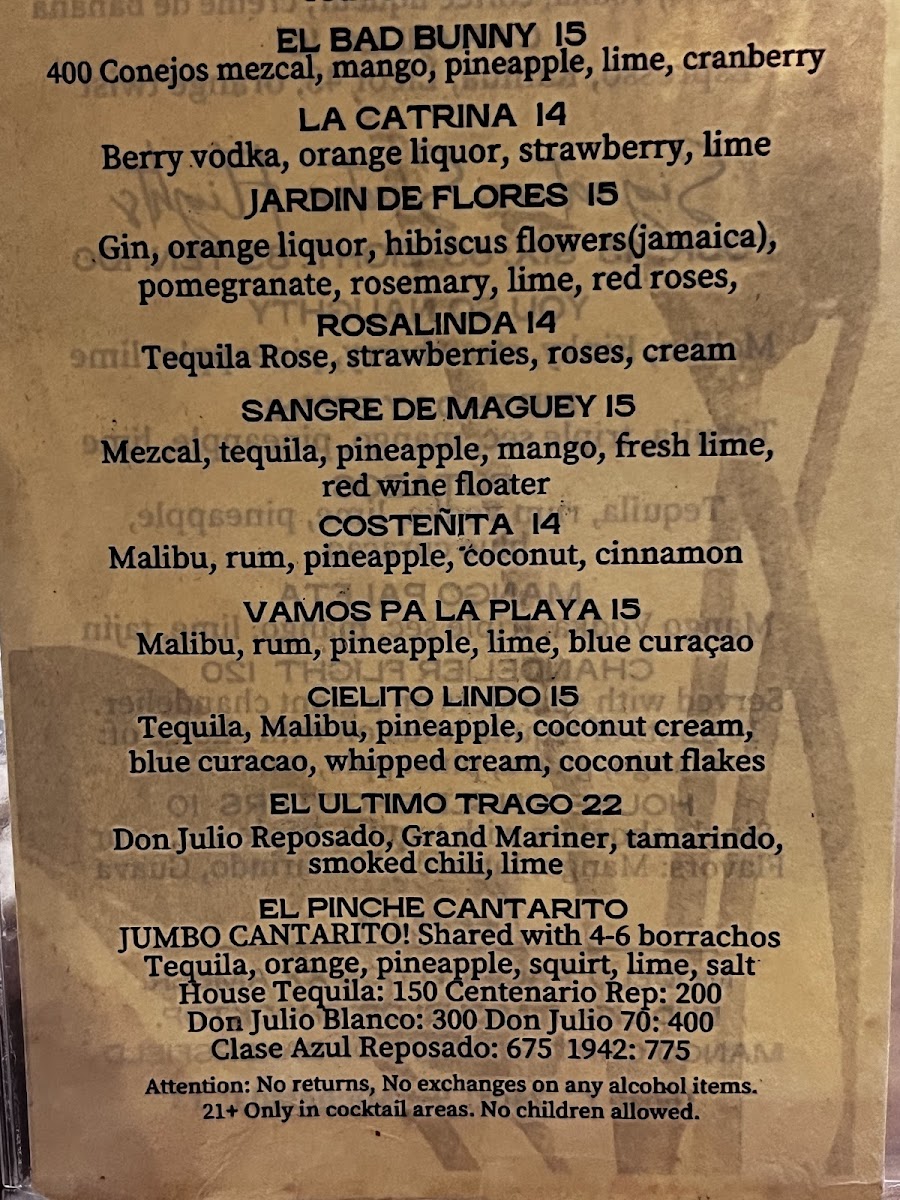 EL BAD BUNNY 15
400 Conejos mezcal, mango, pineapple, lime, cranberry
LA CATRINA 14
Berry vodka, orange liquor, strawberry, lime
JARDIN DE FLORES 15
Gin, orange liquor, hibiscus flowers(jamaica),
pomegranate, rosemary, lime, red roses,
ROSALINDA 14
Tequila Rose, strawberries, roses, cream
SANGRE DE MAGUEY 15
Mezcal, tequila, pineapple, mango, fresh lime,
red wine floater
COSTEÑITA 14
Malibu, rum, pineapple, coconut, cinnamon
VAMOS PA LA PLAYA 15
Malibu, rum, pineapple, lime, blue curaçao
CIELITO LINDO 15
Tequila, Malibu, pineapple, coconut cream,
blue curacao, whipped cream, coconut flakes
EL ULTIMO TRAGO 22
Don Julio Reposado, Grand Mariner, tamarindo,
smoked chili, lime
EL PINCHE CANTARITO
JUMBO CANTARITO! Shared with 4-6 borrachos
Tequila, orange, pineapple, squirt, lime, salt
House Tequila: 150 Centenario Rep: 200
Don Julio Blanco: 300 Don Julio 70: 400
Clase Azul Reposado: 675 1942: 775
Attention: No returns, No exchanges on any alcohol items.
21+ Only in cocktail areas. No children allowed.